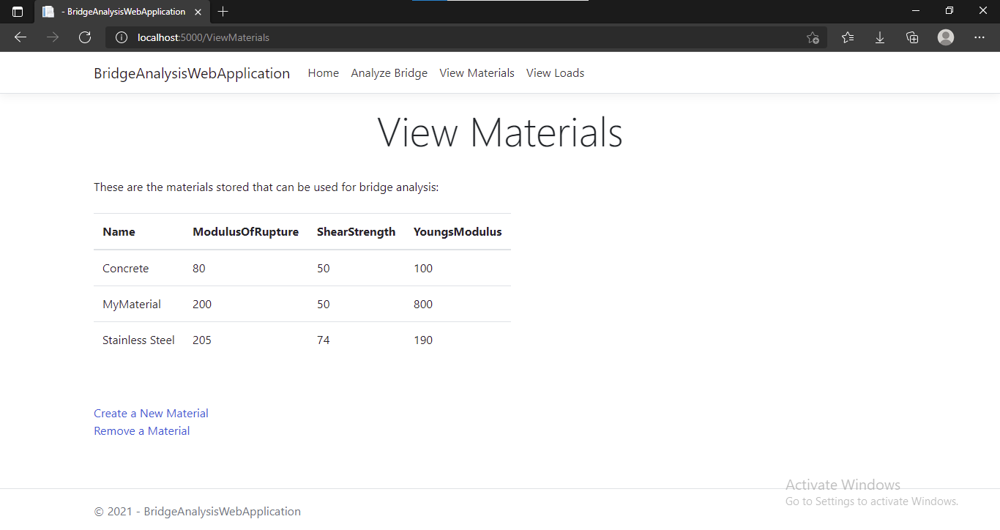 - BridgeAnalysisWebApplication
localhost:5000/ViewMaterials
BridgeAnalysisWebApplication Home Analyze Bridge View Materials View Loads
View Materials
These are the materials stored that can be used for bridge analysis:
Name ModulusOfRupture ShearStrength YoungsModulus
Concrete 80 50 100
MyMaterial 200 50 800
Stainless Steel 205 74 190
Create a New Material
Remove a Material
Activate Windows
Go to Settings to activate Windows.
© 2021 - BridgeAnalysisWebApplication